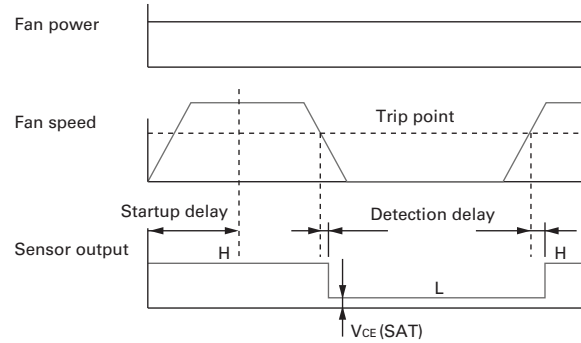 Fan power
Fan speed
Trip point
Startup delay
Detection delay
Sensor output
H
L
H
VCE (SAT)